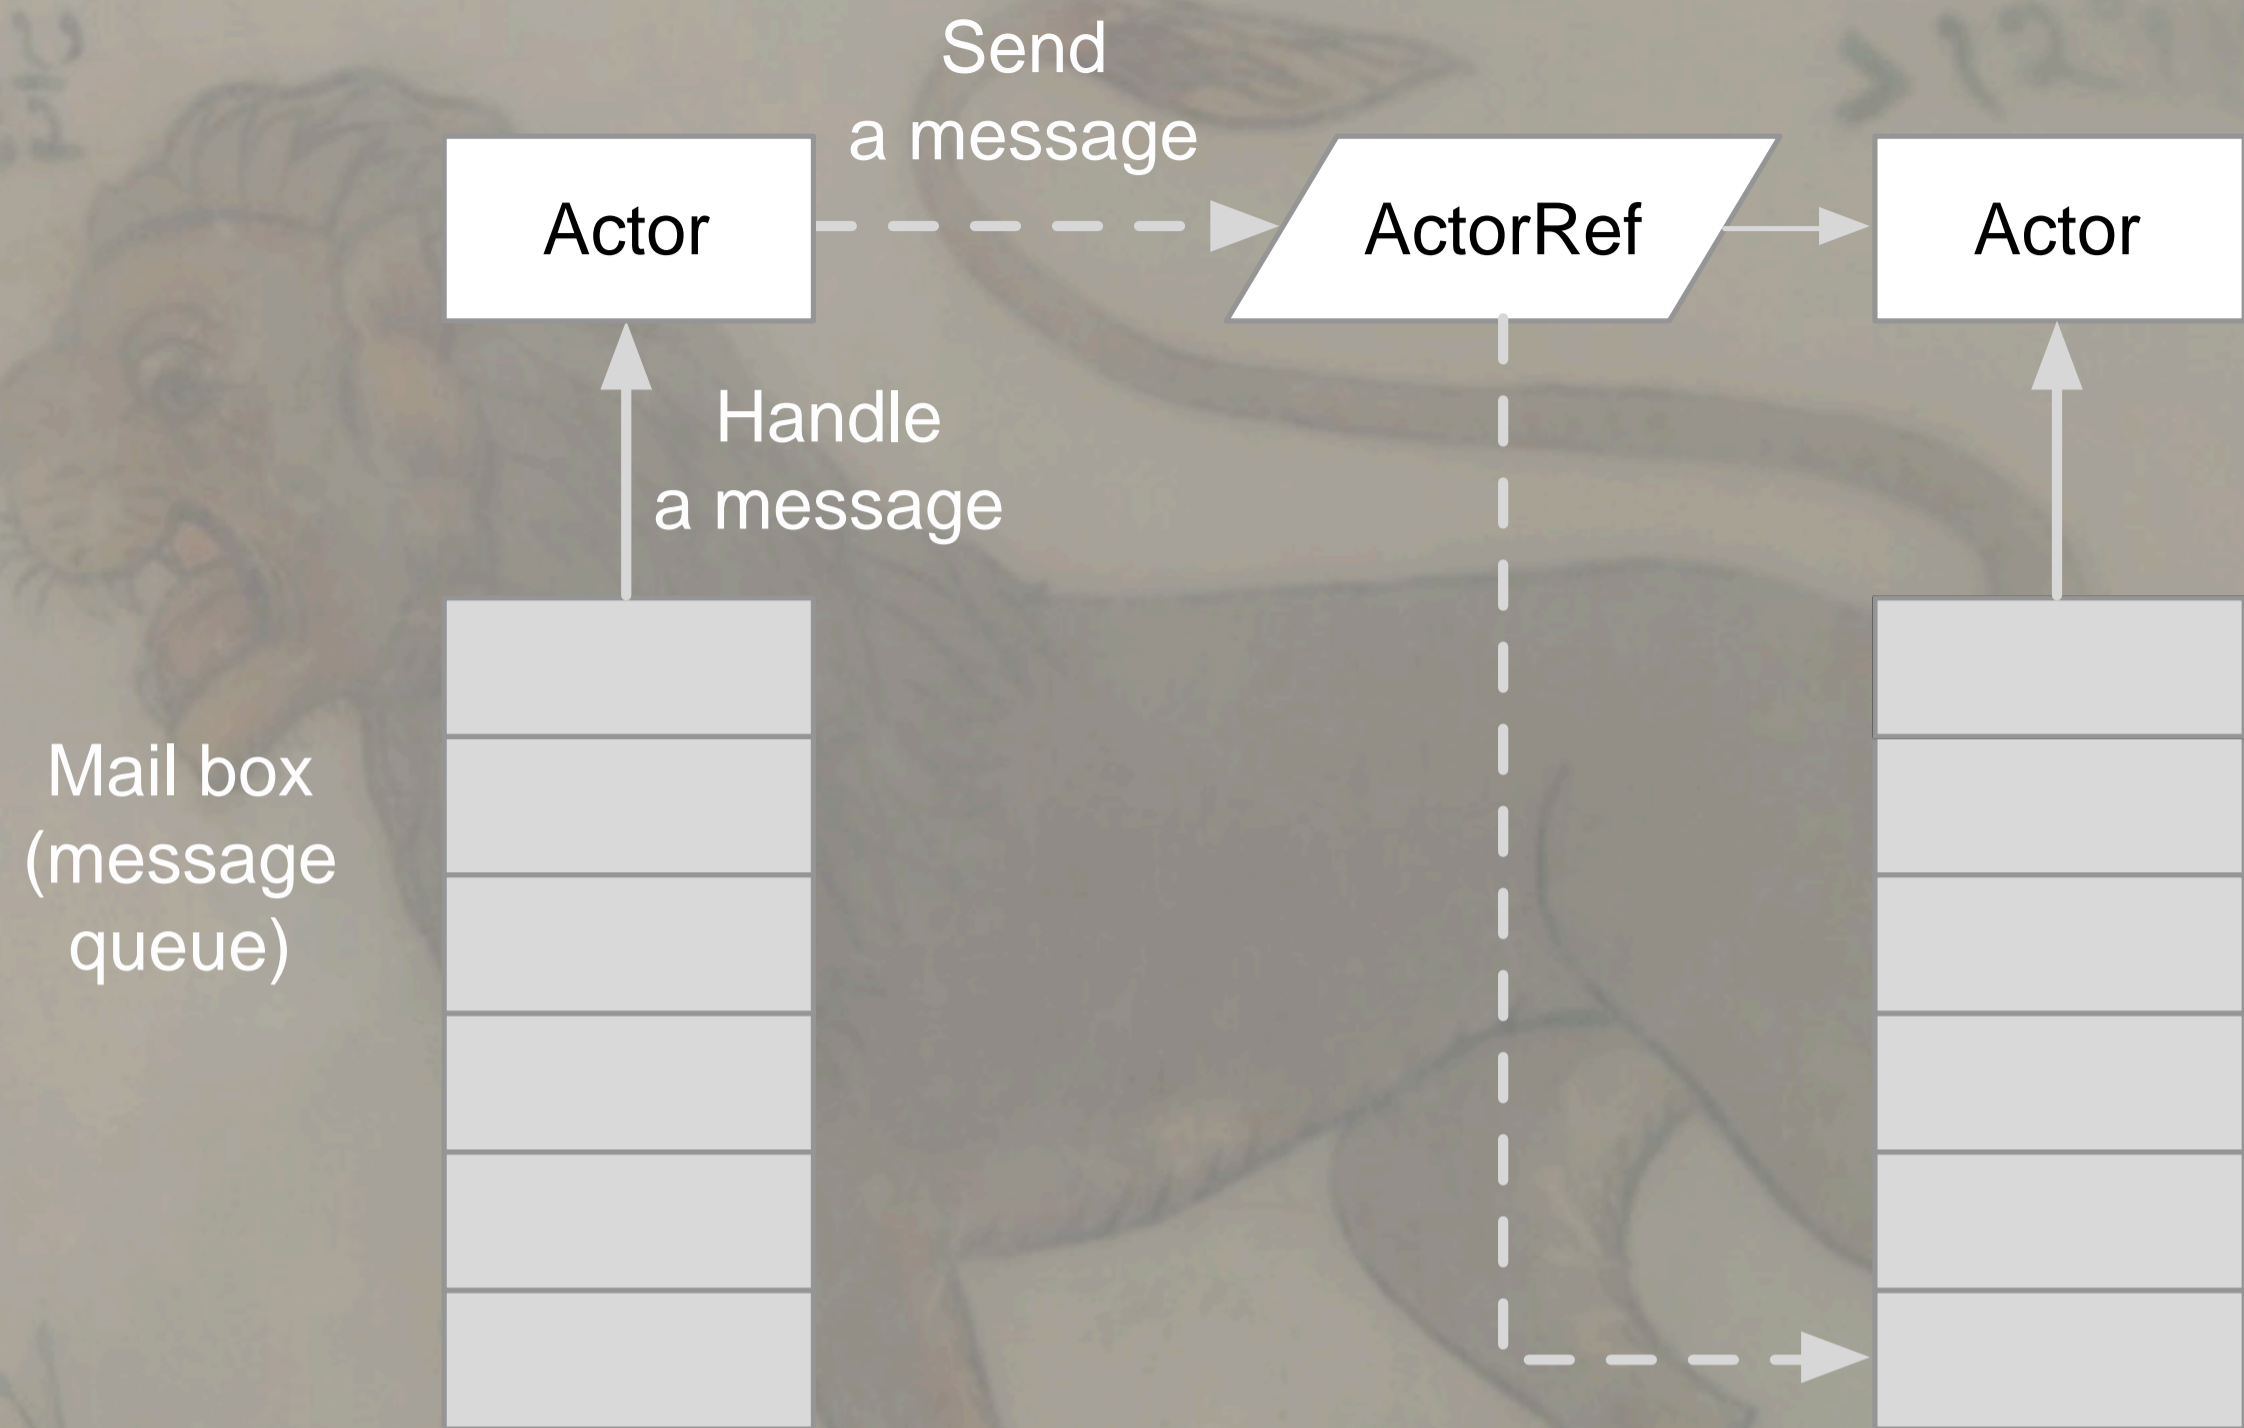 Send
a message
Actor
ActorRef
Actor
Handle
a message
Mail box
(message
queue)